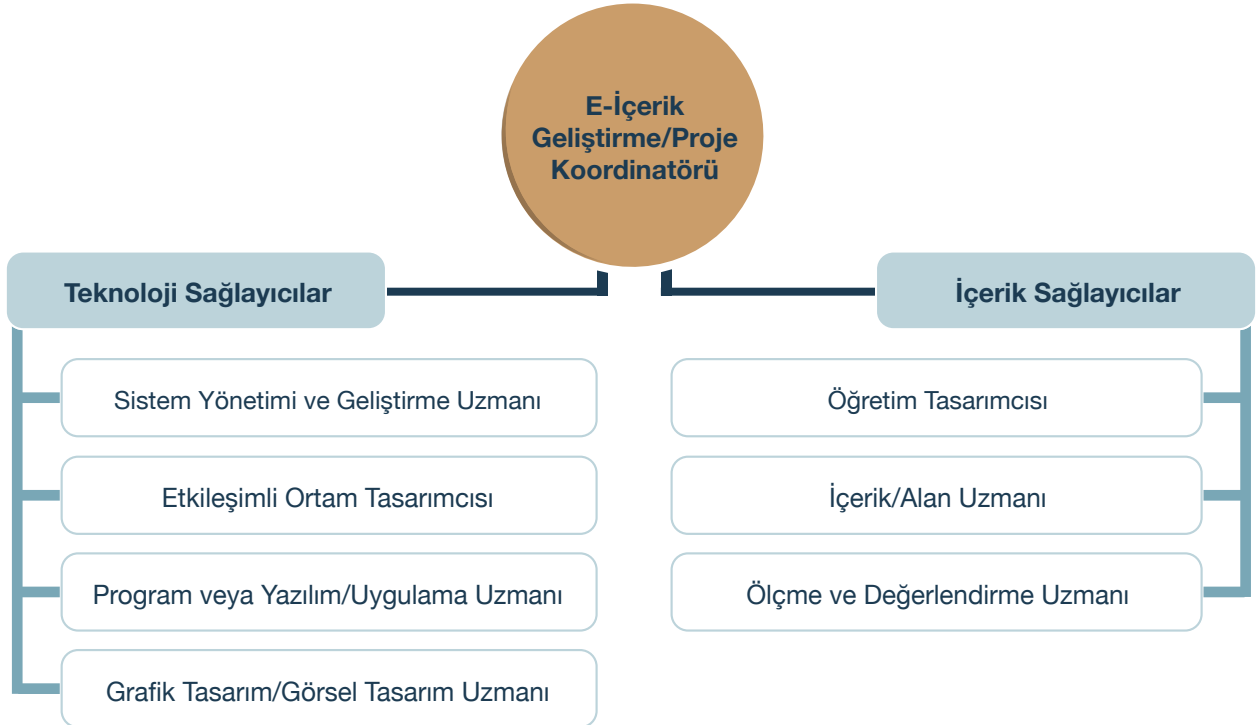 E-İçerik
Geliştirme/Proje
Koordinatörü
Teknoloji Sağlayıcılar
Sistem Yönetimi ve Geliştirme Uzmanı
Etkileşimli Ortam Tasarımcısı
Program veya Yazılım/Uygulama Uzmanı
Grafik Tasarım/Görsel Tasarım Uzmanı
İçerik Sağlayıcılar
Öğretim Tasarımcısı
İçerik/Alan Uzmanı
Ölçme ve Değerlendirme Uzmanı